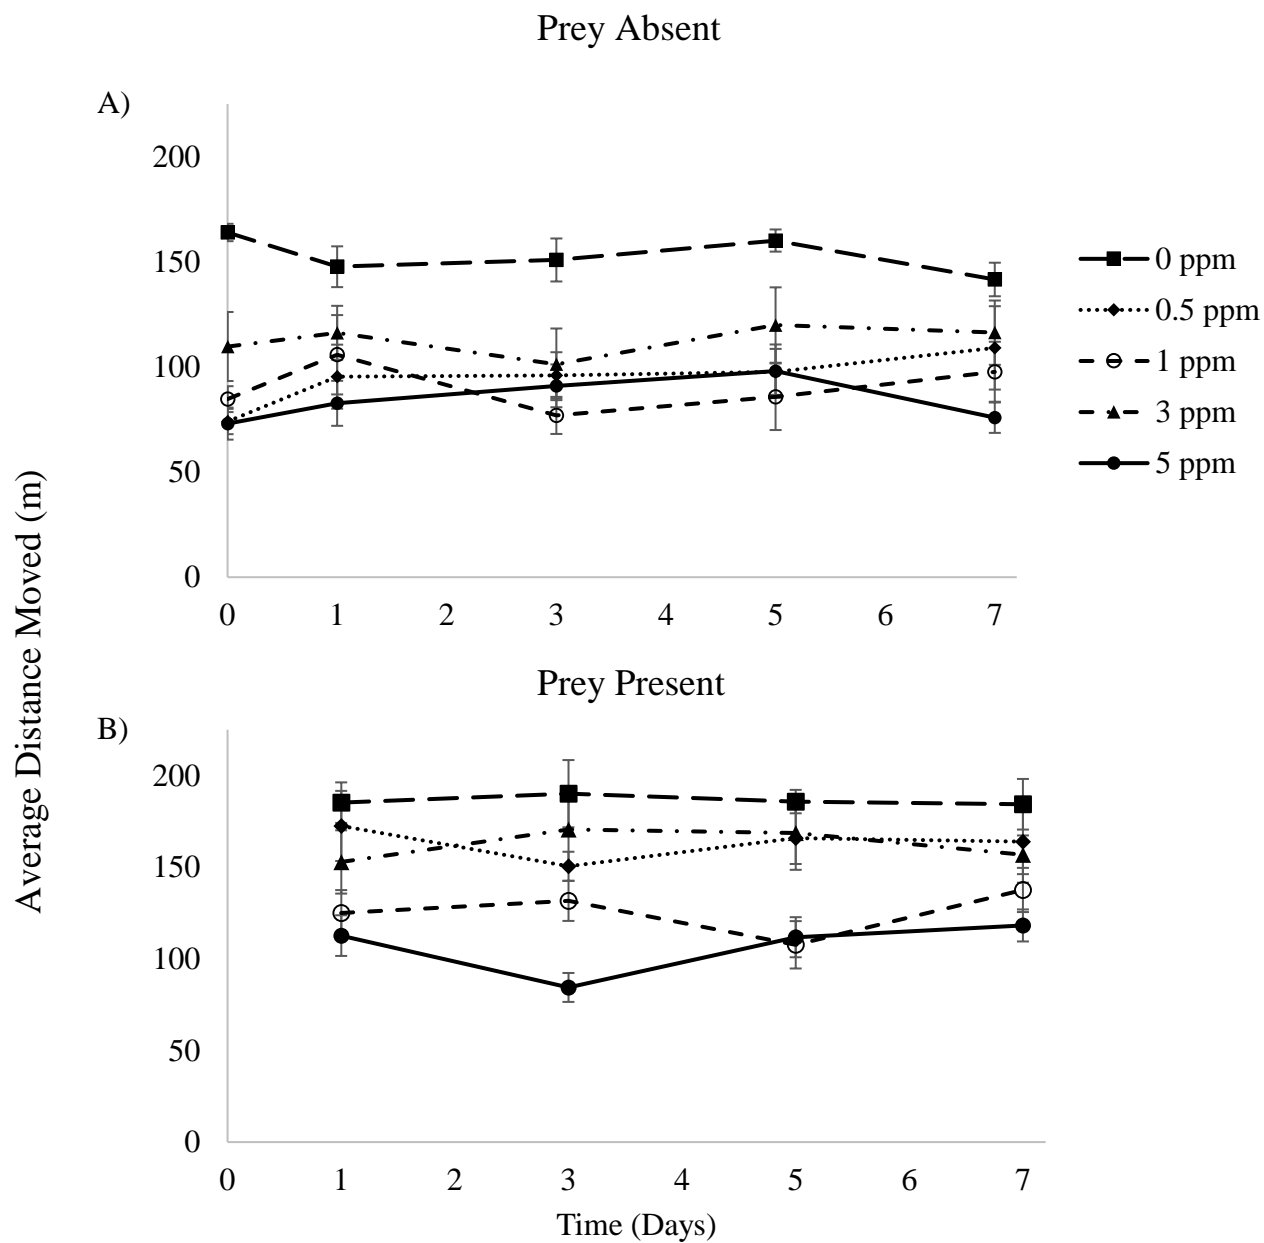 Prey Absent
A)
200
150
100
50
0
0 1 2 3 4 5 6 7
0 ppm
0.5 ppm
1 ppm
3 ppm
5 ppm
Average Distance Moved (m)
Prey Present
B)
200
150
100
50
0
0 1 2 3 4 5 6 7
Time (Days)